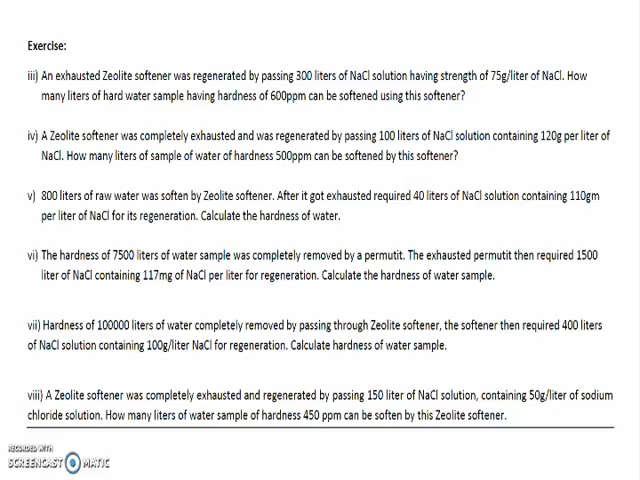 Exercise:
iii) An exhausted Zeolite softener was regenerated by passing 300 liters of NaCl solution having strength of 75g/liter of NaCl. How
many liters of hard water sample having hardness of 600ppm can be softened using this softener?
iv) A Zeolite softener was completely exhausted and was regenerated by passing 100 liters of NaCl solution containing 120g per liter of
NaCl. How many liters of sample of water of hardness 500ppm can be softened by this softener?
v) 800 liters of raw water was soften by Zeolite softener. After it got exhausted required 40 liters of NaCl solution containing 110gm
per liter of NaCl for its regeneration. Calculate the hardness of water.
vi) The hardness of 7500 liters of water sample was completely removed by a permutit. The exhausted permutit then required 1500
liter of NaCl containing 117mg of NaCl per liter for regeneration. Calculate the hardness of water sample.
vii) Hardness of 100000 liters of water completely removed by passing through Zeolite softener, the softener then required 400 liters
of NaCl solution containing 100g/liter NaCl for regeneration. Calculate hardness of water sample.
viii) A Zeolite softener was completely exhausted and regenerated by passing 150 liter of NaCl solution, containing 50g/liter of sodium
chloride solution. How many liters of water sample of hardness 450 ppm can be soften by this Zeolite softener.
RECORDED WITH
SCREENCAST MATIC